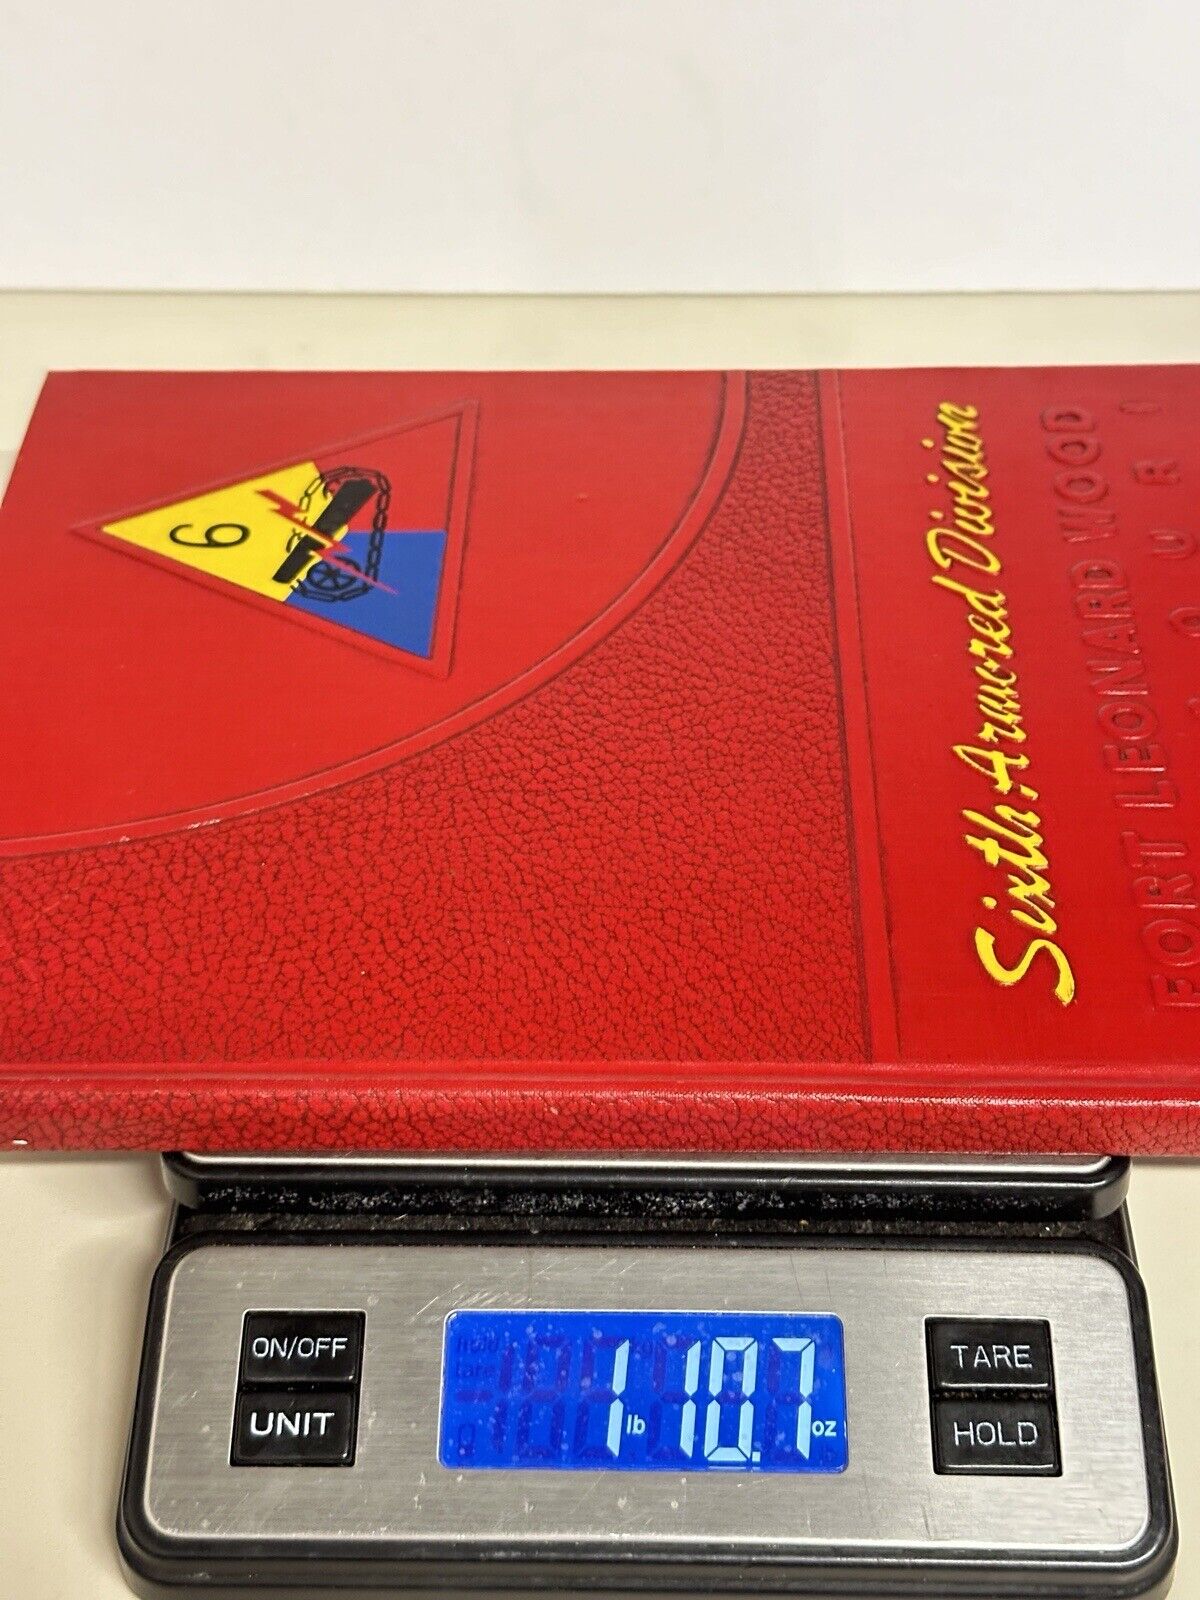 6
Sixth Armored Division
FORT LEONARD WOOD
ON/OFF
UNIT
1 lb 10.7 oz
TARE
HOLD